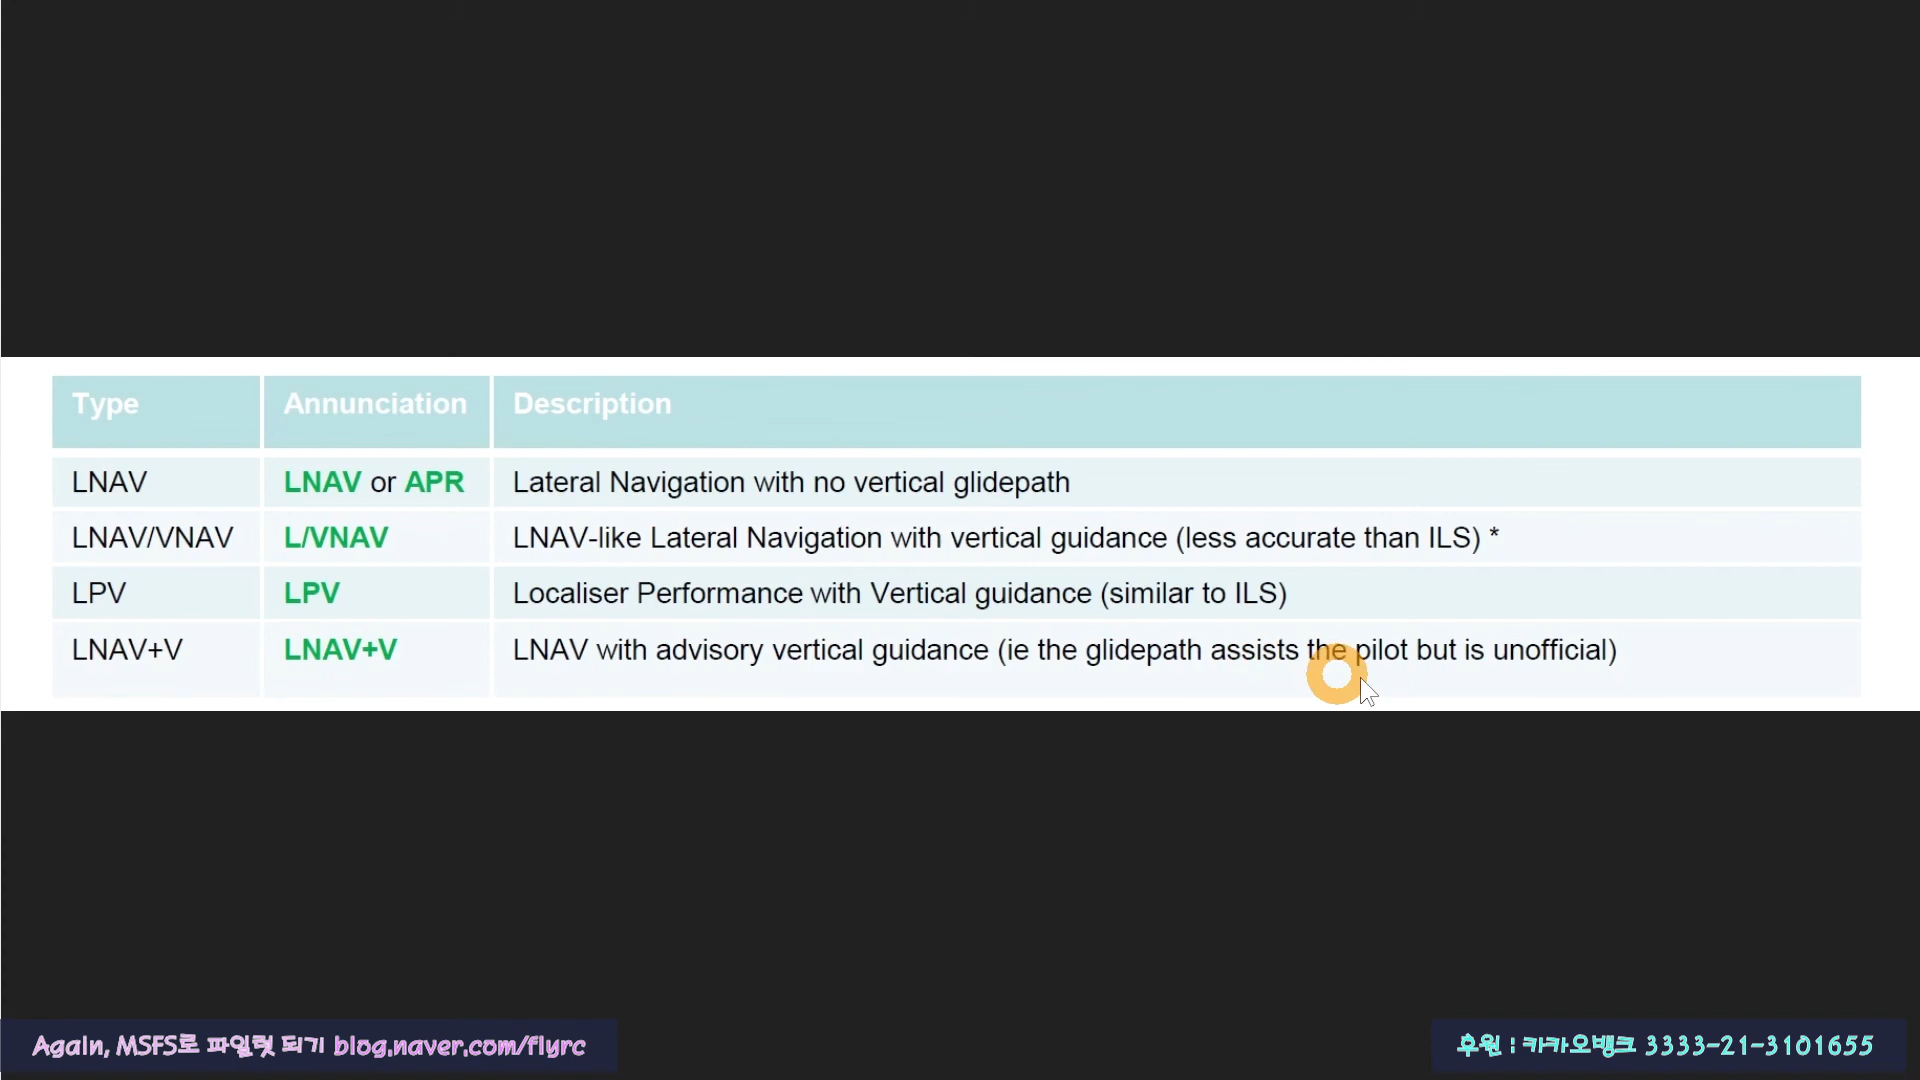 Type Annunciation Description
LNAV LNAV or APR Lateral Navigation with no vertical glidepath
LNAV/VNAV L/VNAV LNAV-like Lateral Navigation with vertical guidance (less accurate than ILS) *
LPV LPV Localiser Performance with Vertical guidance (similar to ILS)
LNAV+V LNAV+V LNAV with advisory vertical guidance (ie the glidepath assists the pilot but is unofficial)
Again, MSFS로 파일럿 되기 blog.naver.com/flyrc
후원 : 카카오뱅크 3333-21-3101655